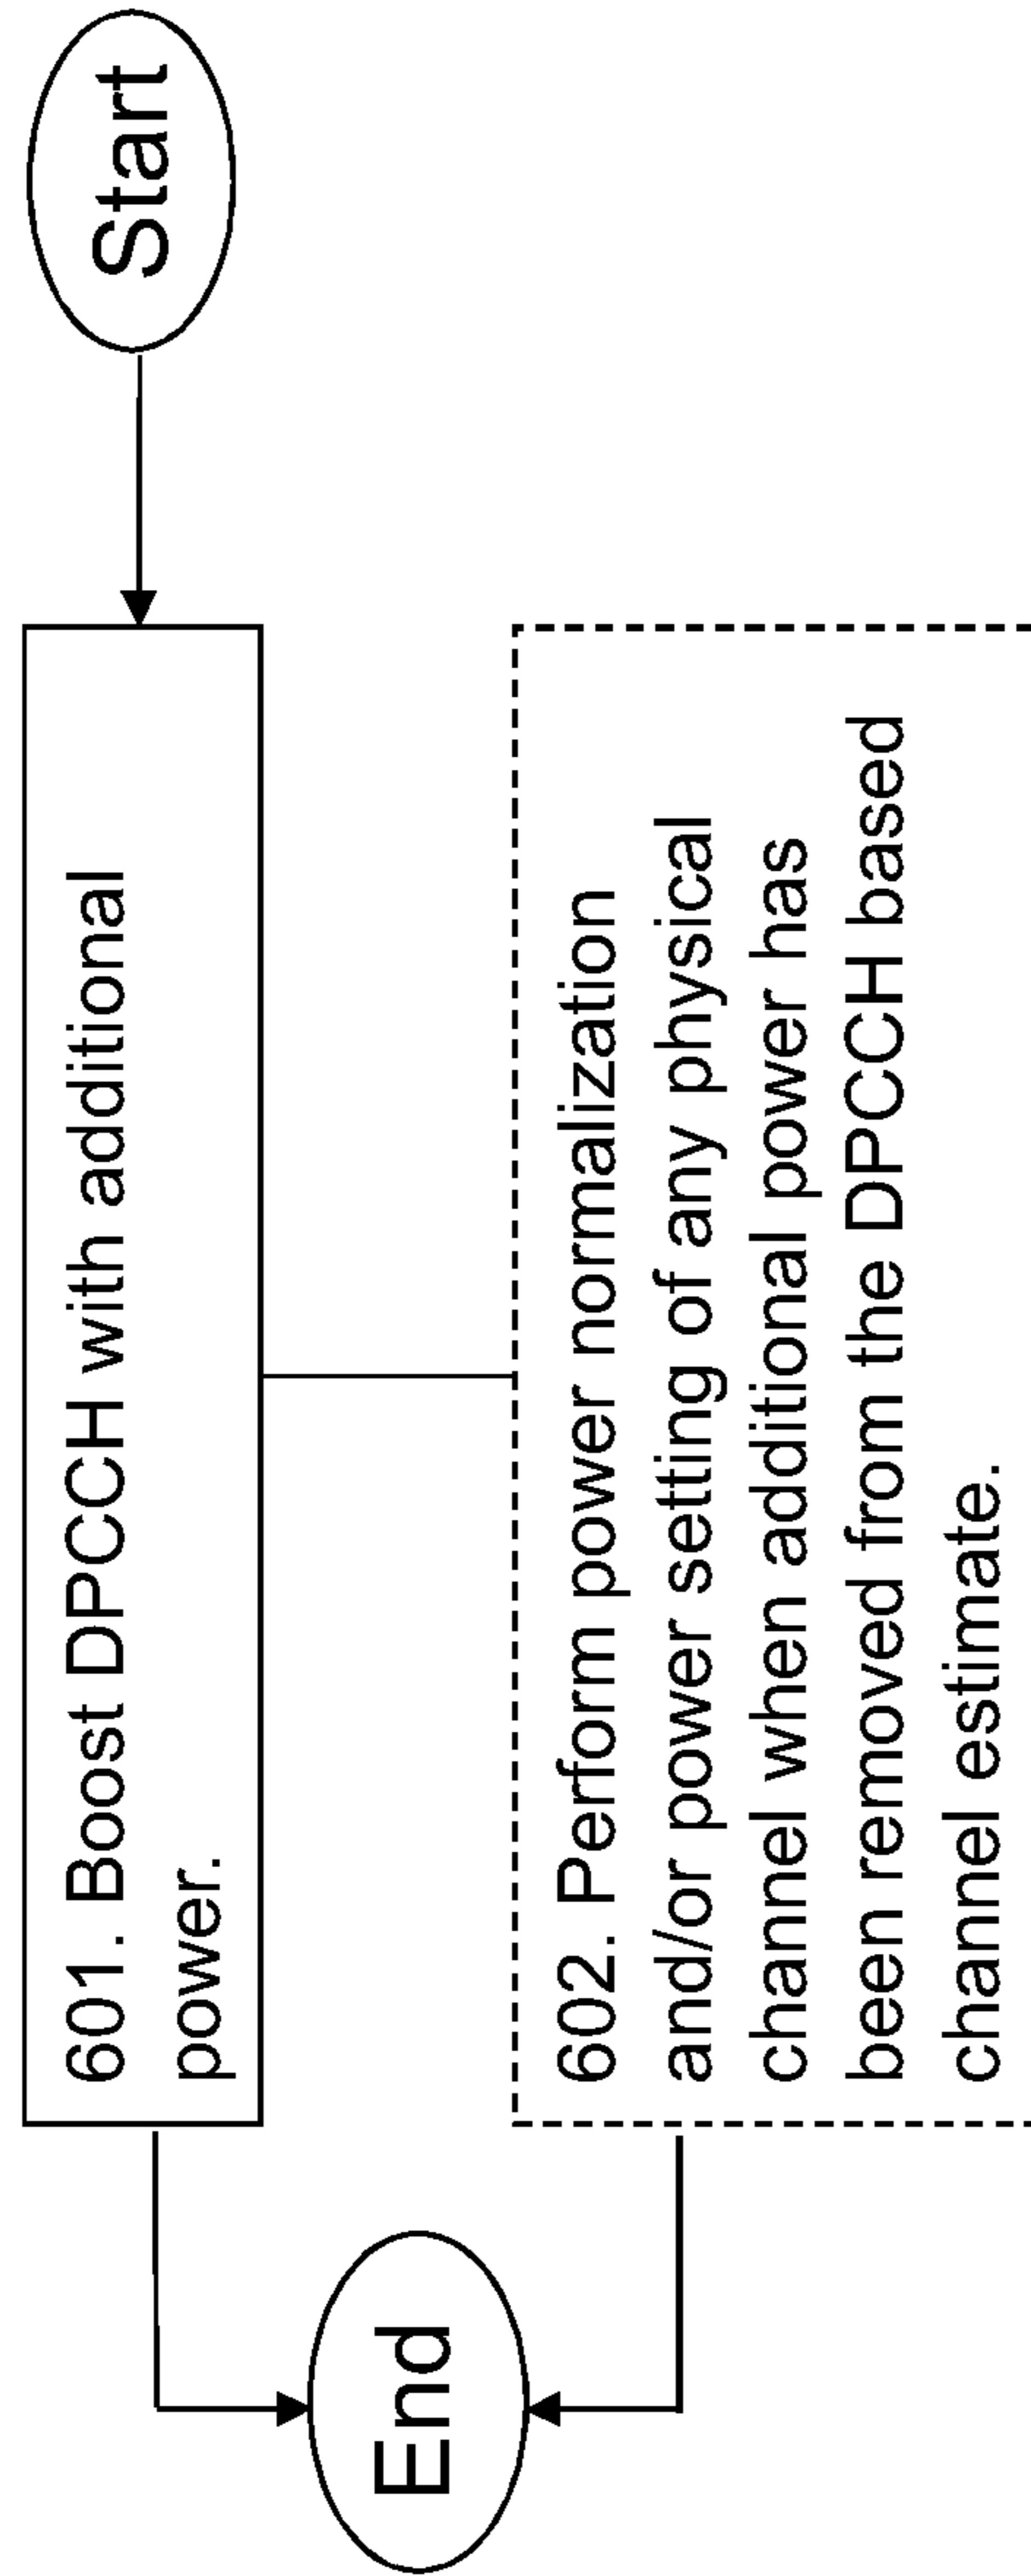 Start
601. Boost DPCCH with additional
power.
602. Perform power normalization
and/or power setting of any physical
channel when additional power has
been removed from the DPCCH based
channel estimate.
End